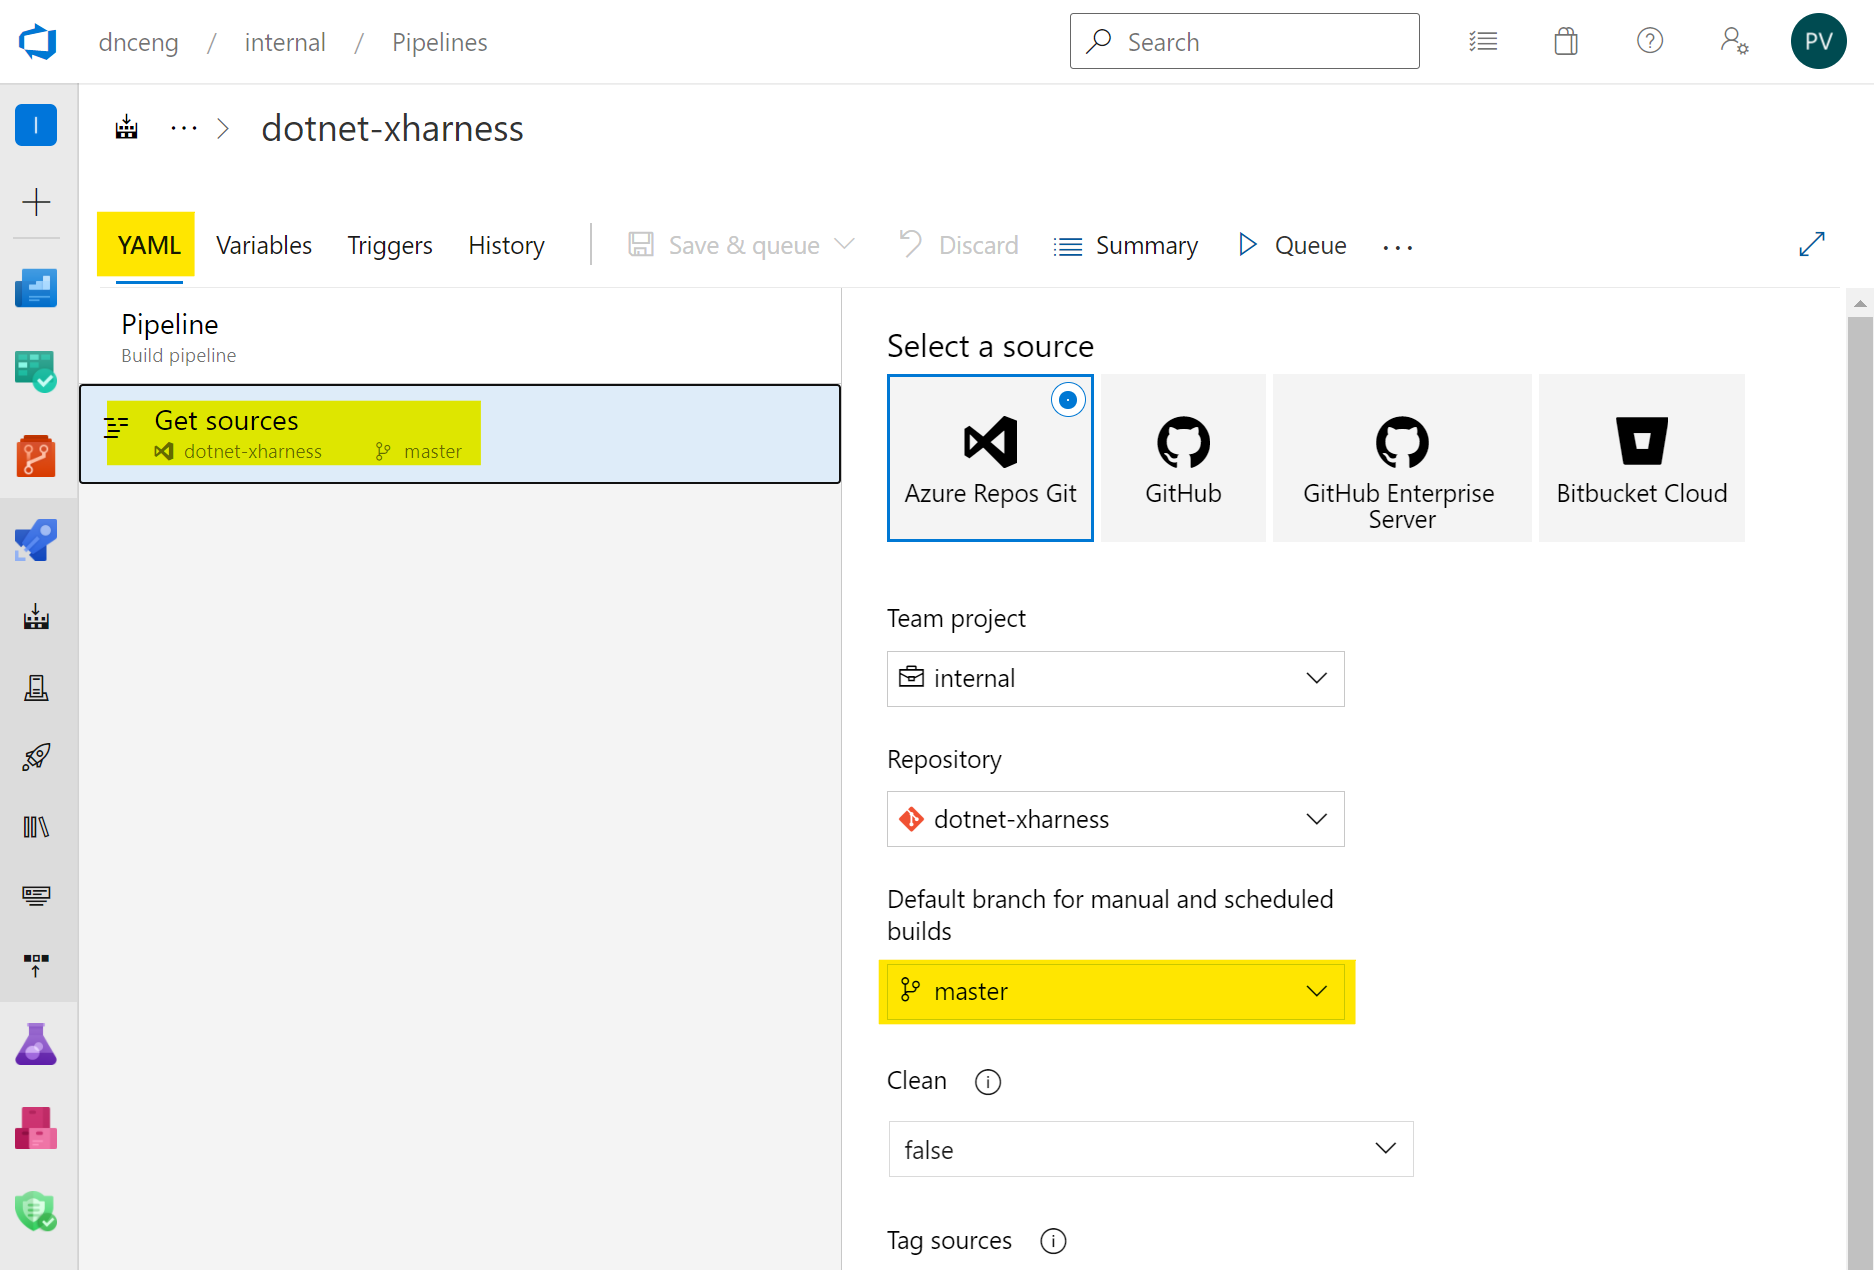 dnceng / internal / Pipelines
Search
PV
I
... > dotnet-xharness
YAML Variables Triggers History Save & queue Discard Summary Queue ...
Pipeline
Build pipeline
Get sources
dotnet-xharness master
Select a source
Azure Repos Git
GitHub
GitHub Enterprise
Server
Bitbucket Cloud
Team project
internal
Repository
dotnet-xharness
Default branch for manual and scheduled
builds
master
Clean
false
Tag sources